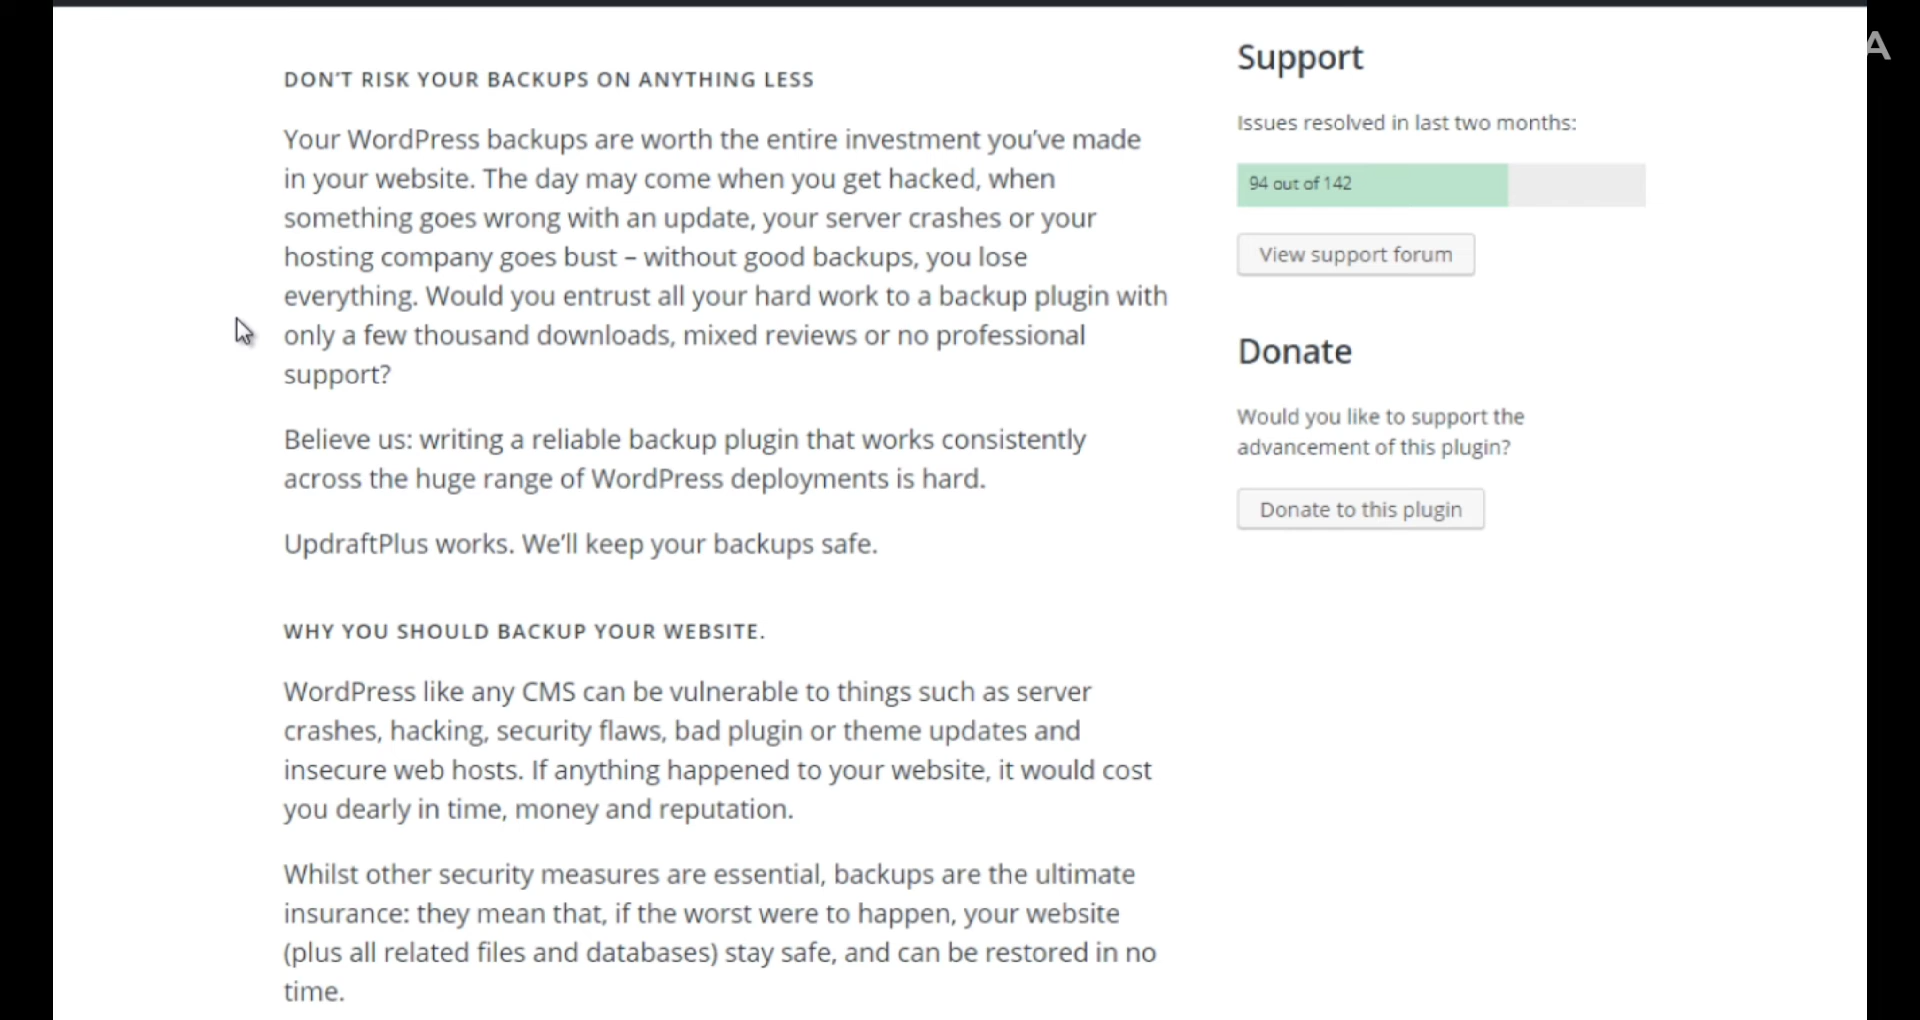 DON'T RISK YOUR BACKUPS ON ANYTHING LESS
Your WordPress backups are worth the entire investment you've made
in your website. The day may come when you get hacked, when
something goes wrong with an update, your server crashes or your
hosting company goes bust – without good backups, you lose
everything. Would you entrust all your hard work to a backup plugin with
only a few thousand downloads, mixed reviews or no professional
support?
Believe us: writing a reliable backup plugin that works consistently
across the huge range of WordPress deployments is hard.
UpdraftPlus works. We'll keep your backups safe.
WHY YOU SHOULD BACKUP YOUR WEBSITE.
WordPress like any CMS can be vulnerable to things such as server
crashes, hacking, security flaws, bad plugin or theme updates and
insecure web hosts. If anything happened to your website, it would cost
you dearly in time, money and reputation.
Whilst other security measures are essential, backups are the ultimate
insurance: they mean that, if the worst were to happen, your website
(plus all related files and databases) stay safe, and can be restored in no
time.
Support
Issues resolved in last two months:
94 out of 142
View support forum
Donate
Would you like to support the
advancement of this plugin?
Donate to this plugin
A